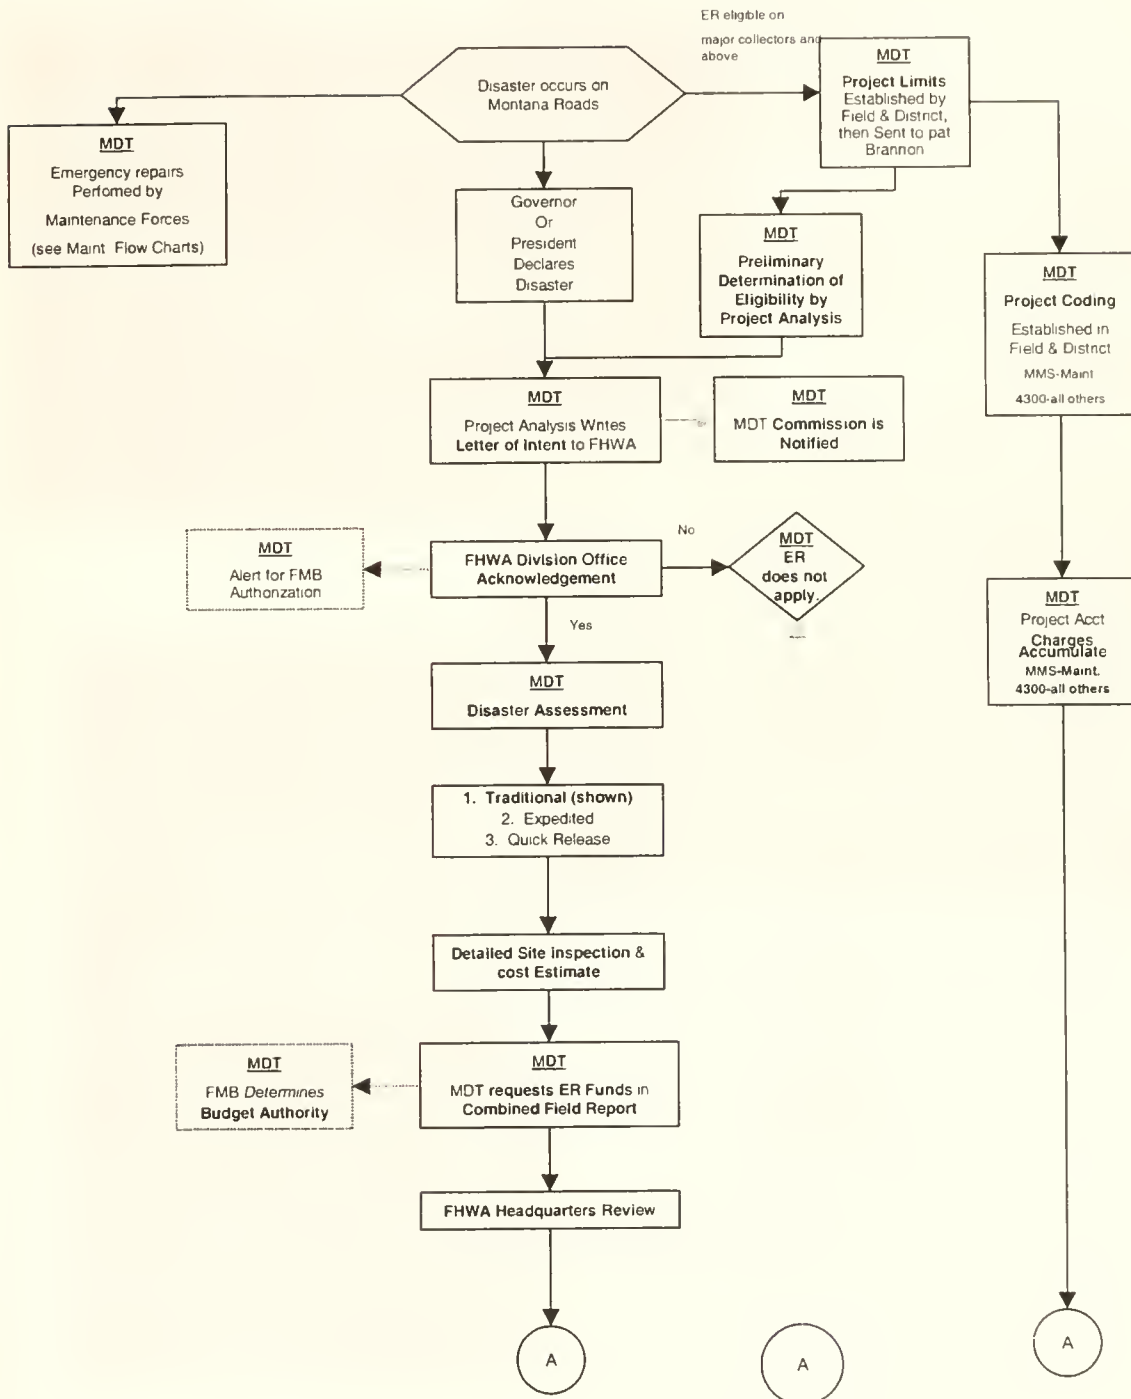 ER eligible on
major collectors and
above
Disaster occurs on
Montana Roads
MDT
Project Limits
Established by
Field & District,
then Sent to pat
Brannon
MDT
Emergency repairs
Perfomed by
Maintenance Forces
(see Maint Flow Charts)
Governor
Or
President
Declares
Disaster
MDT
Preliminary
Determination of
Eligibility by
Project Analysis
MDT
Project Coding
Established in
Field & District
MMS-Maint
4300-all others
MDT
Project Analysis Writes
Letter of Intent to FHWA
MDT
MDT Commission is
Notified
MDT
Alert for FMB
Authorization
FHWA Division Office
Acknowledgement
No
MDT
ER
does not
apply.
Yes
MDT
Project Acct
Charges
Accumulate
MMS-Maint.
4300-all others
MDT
Disaster Assessment
1. Traditional (shown)
2. Expedited
3. Quick Release
Detailed Site Inspection &
cost Estimate
MDT
FMB Determines
Budget Authority
MDT
MDT requests ER Funds in
Combined Field Report
FHWA Headquarters Review
A
A
A